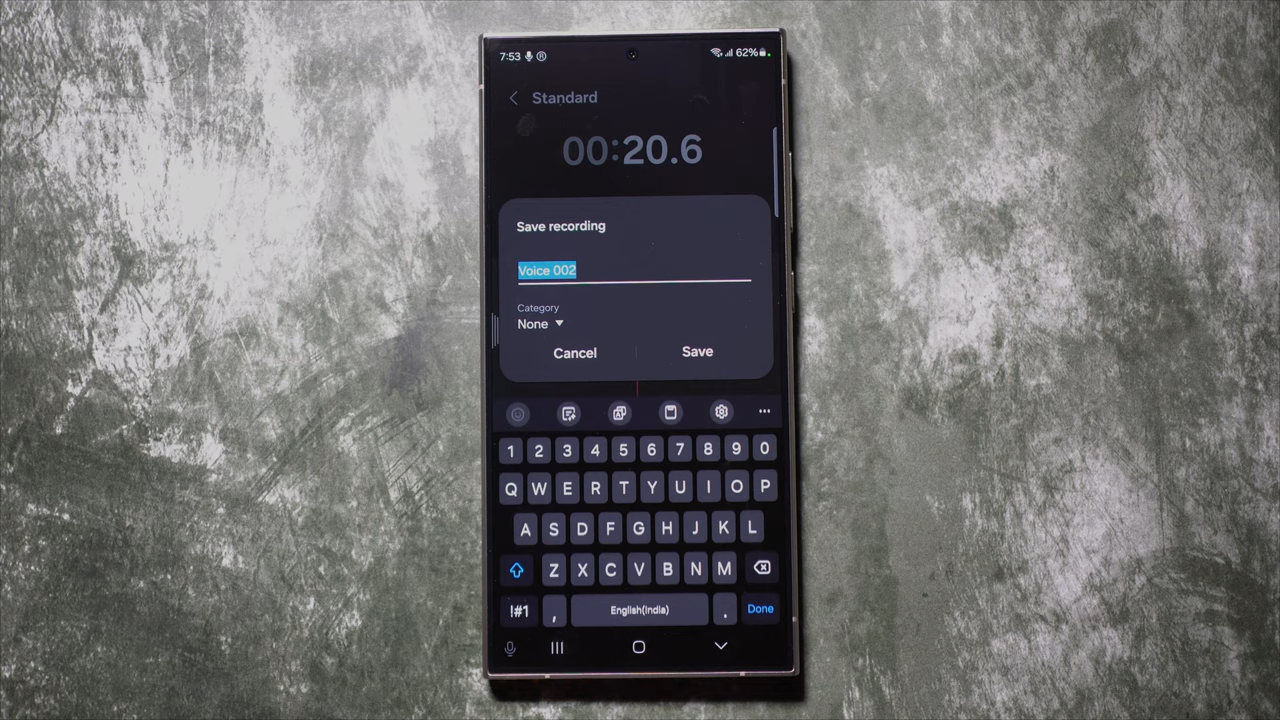 7:53 ® 62%
Standard
00:20.6
Save recording
Voice 002
Category
None
Cancel Save
1 2 3 4 5 6 7 8 9 0
Q W E R T Y U I O P
A S D F G H J K L
Z X C V B N M
!#1 , English(India) . Done